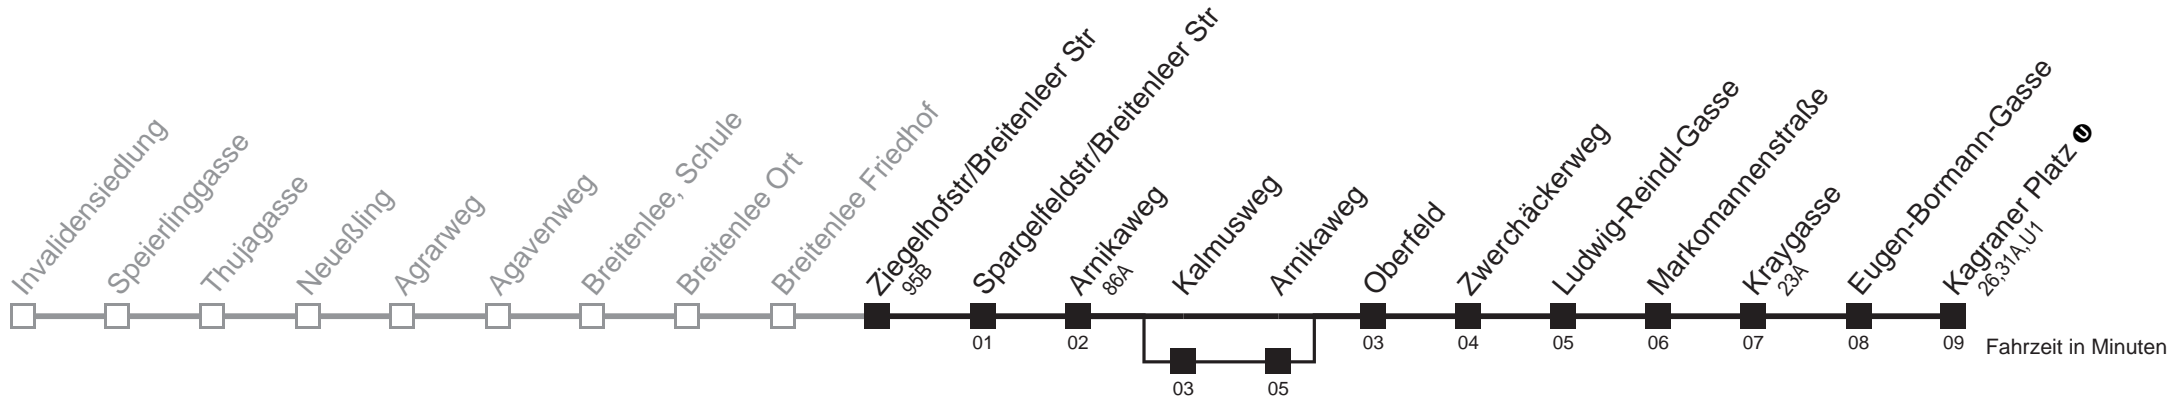 Invalidensiedlung
Speierlinggasse
Thujagasse
Neueßling
Agrarweg
Agavenweg
Breitenlee, Schule
Breitenlee Ort
Breitenlee Friedhof
Ziegelhofstr/Breitenleer Str
95B
Spargelfeldstr/Breitenleer Str
Arnikaweg
86A
Kalmusweg
Arnikaweg
Oberfeld
Zwerchäckerweg
Ludwig-Reindl-Gasse
Markomannenstraße
Kraygasse
23A
Eugen-Bormann-Gasse
Kagraner Platz U
26,31A,U1
01 02 03 04 05 06 07 08 09 Fahrzeit in Minuten
03 05